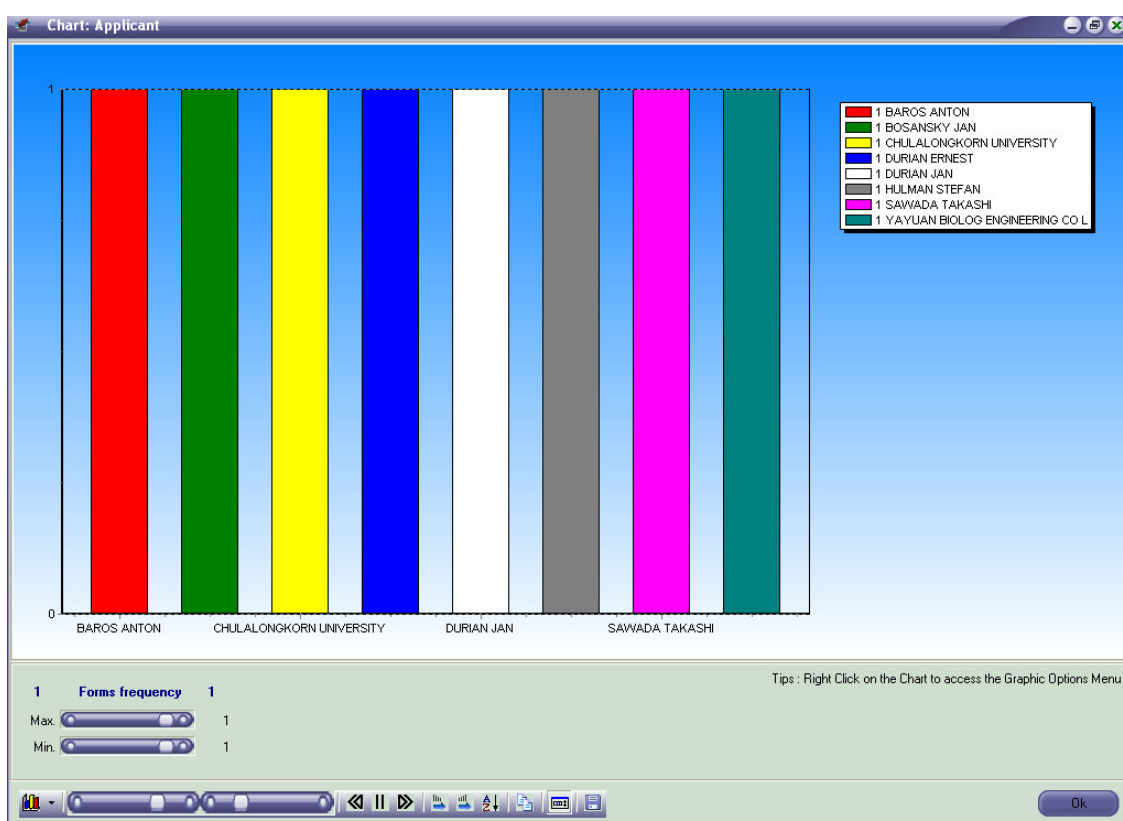 Chart: Applicant
1
1 BAROS ANTON
1 BOSANSKY JAN
1 CHULALONGKORN UNIVERSITY
1 DURIAN ERNEST
1 DURIAN JAN
1 HULMAN STEFAN
1 SAWADA TAKASHI
1 YAYUAN BIOLOG ENGINEERING CO L
0
BAROS ANTON CHULALONGKORN UNIVERSITY DURIAN JAN SAWADA TAKASHI
Tips : Right Click on the Chart to access the Graphic Options Menu
1 Forms frequency 1
Max. 1
Min. 1
Ok